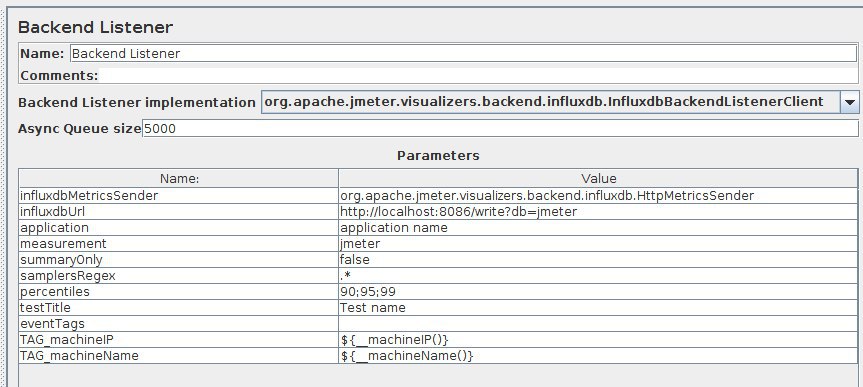 Backend Listener
Name: Backend Listener
Comments:
Backend Listener implementation org.apache.jmeter.visualizers.backend.influxdb.InfluxdbBackendListenerClient
Async Queue size 5000
Parameters
Name: Value
influxdbMetricsSender org.apache.jmeter.visualizers.backend.influxdb.HttpMetricsSender
influxdbUrl http://localhost:8086/write?db=jmeter
application application name
measurement jmeter
summaryOnly false
samplersRegex .*
percentiles 90;95;99
testTitle Test name
eventTags
TAG_machineIP ${__machineIP()}
TAG_machineName ${__machineName()}